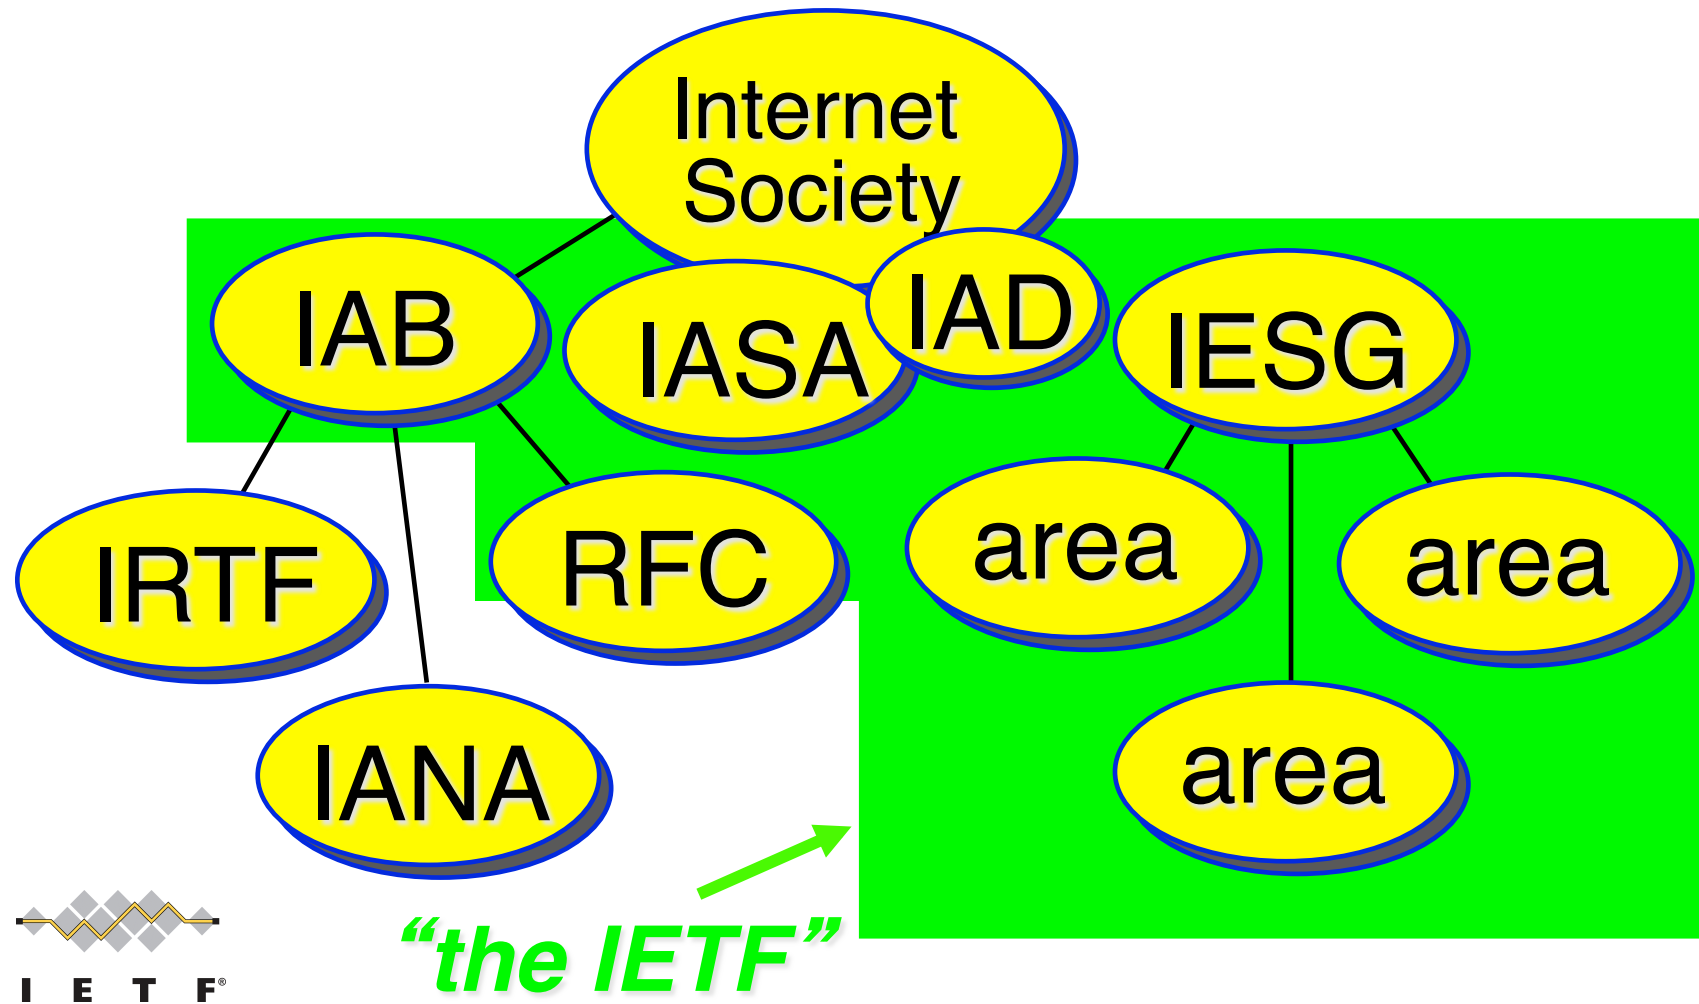 Internet
Society
IAB
IASA
IAD
IESG
IRTF
RFC
area
area
IANA
area
“the IETF”
I E T F®